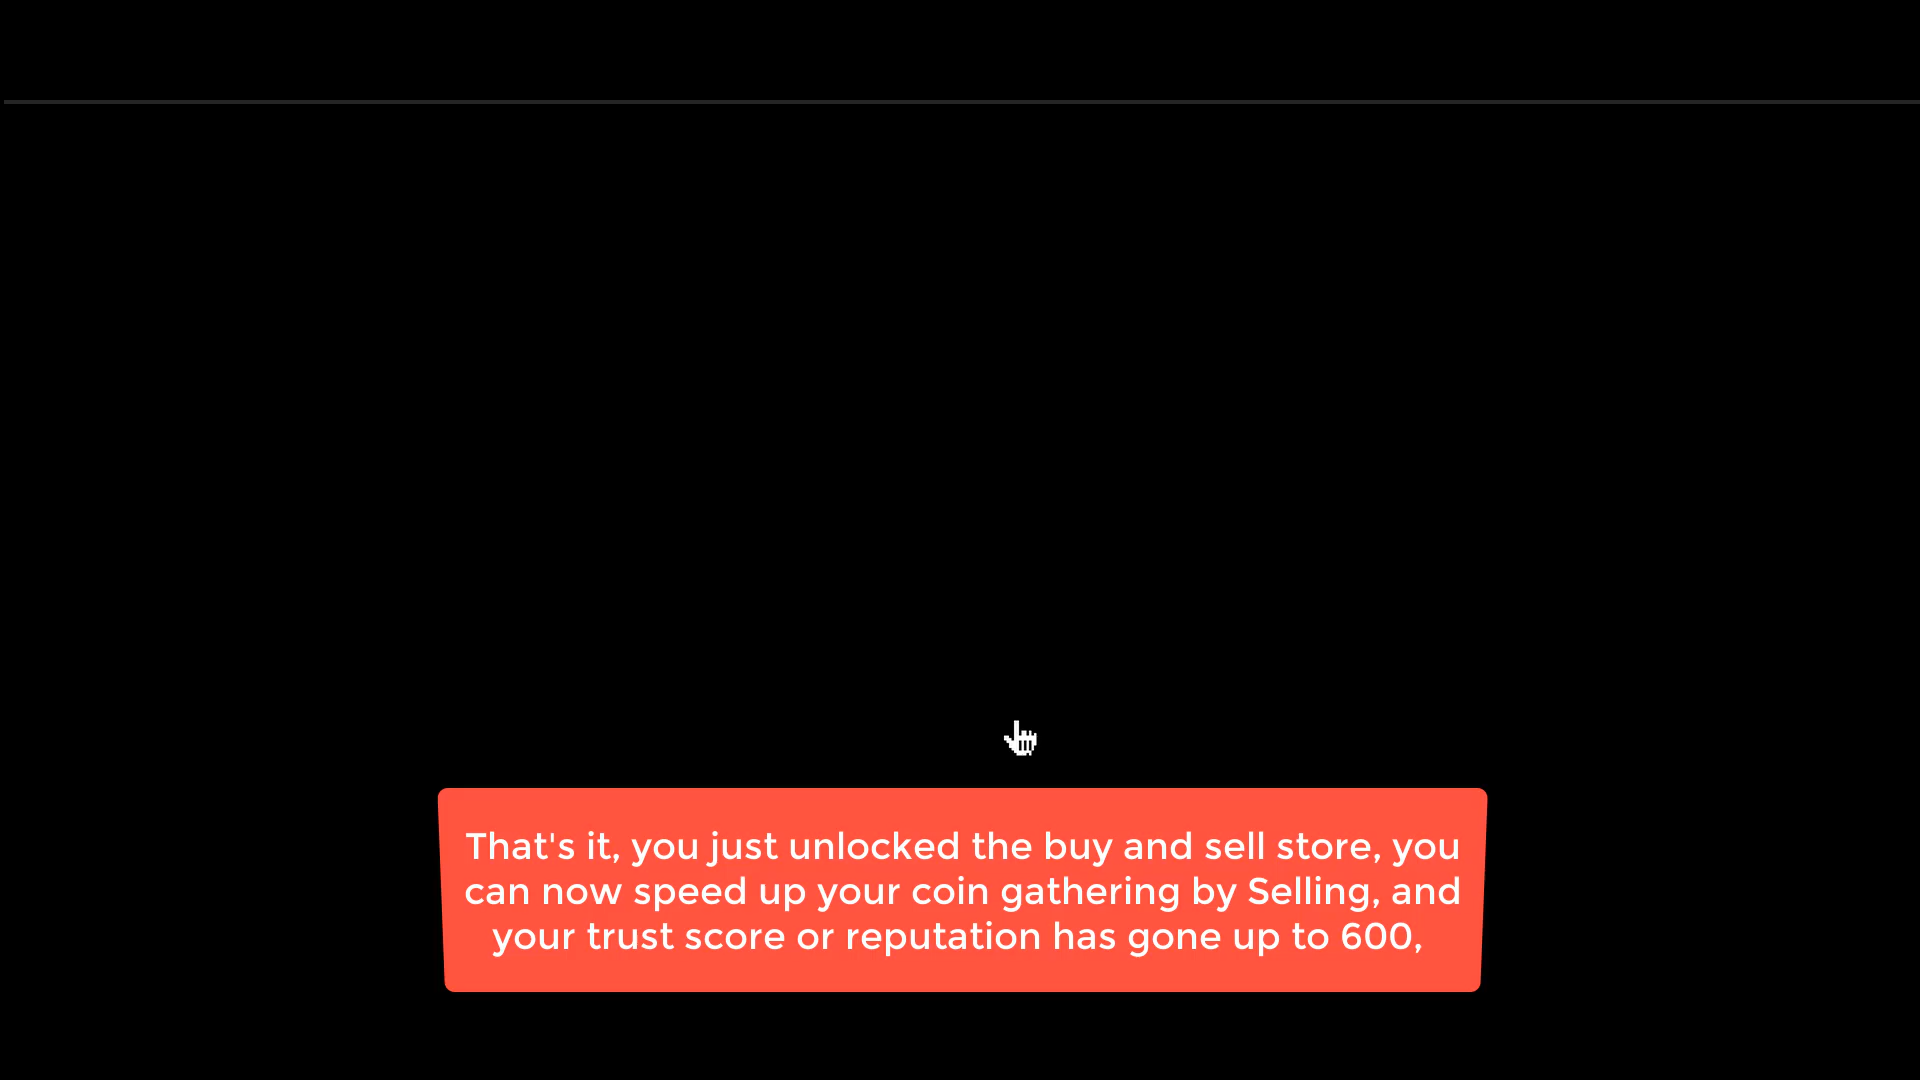 That's it, you just unlocked the buy and sell store, you
can now speed up your coin gathering by Selling, and
your trust score or reputation has gone up to 600,